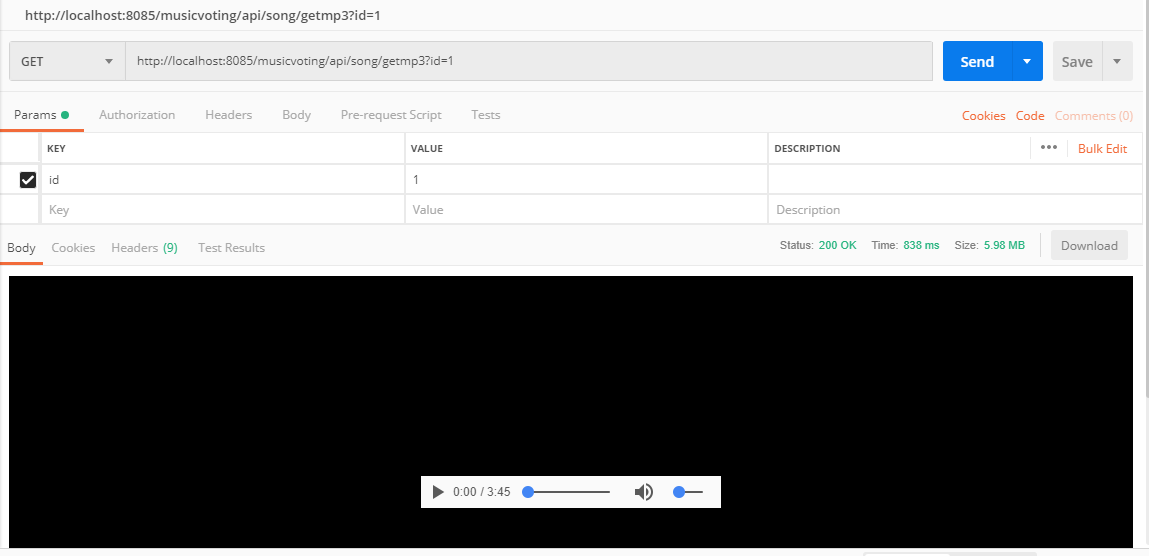 http://localhost:8085/musicvoting/api/song/getmp3?id=1
GET http://localhost:8085/musicvoting/api/song/getmp3?id=1 Send Save
Params Authorization Headers Body Pre-request Script Tests Cookies Code Comments (0)
KEY VALUE DESCRIPTION ••• Bulk Edit
id 1
Key Value Description
Body Cookies Headers (9) Test Results Status: 200 OK Time: 838 ms Size: 5.98 MB Download
0:00 / 3:45